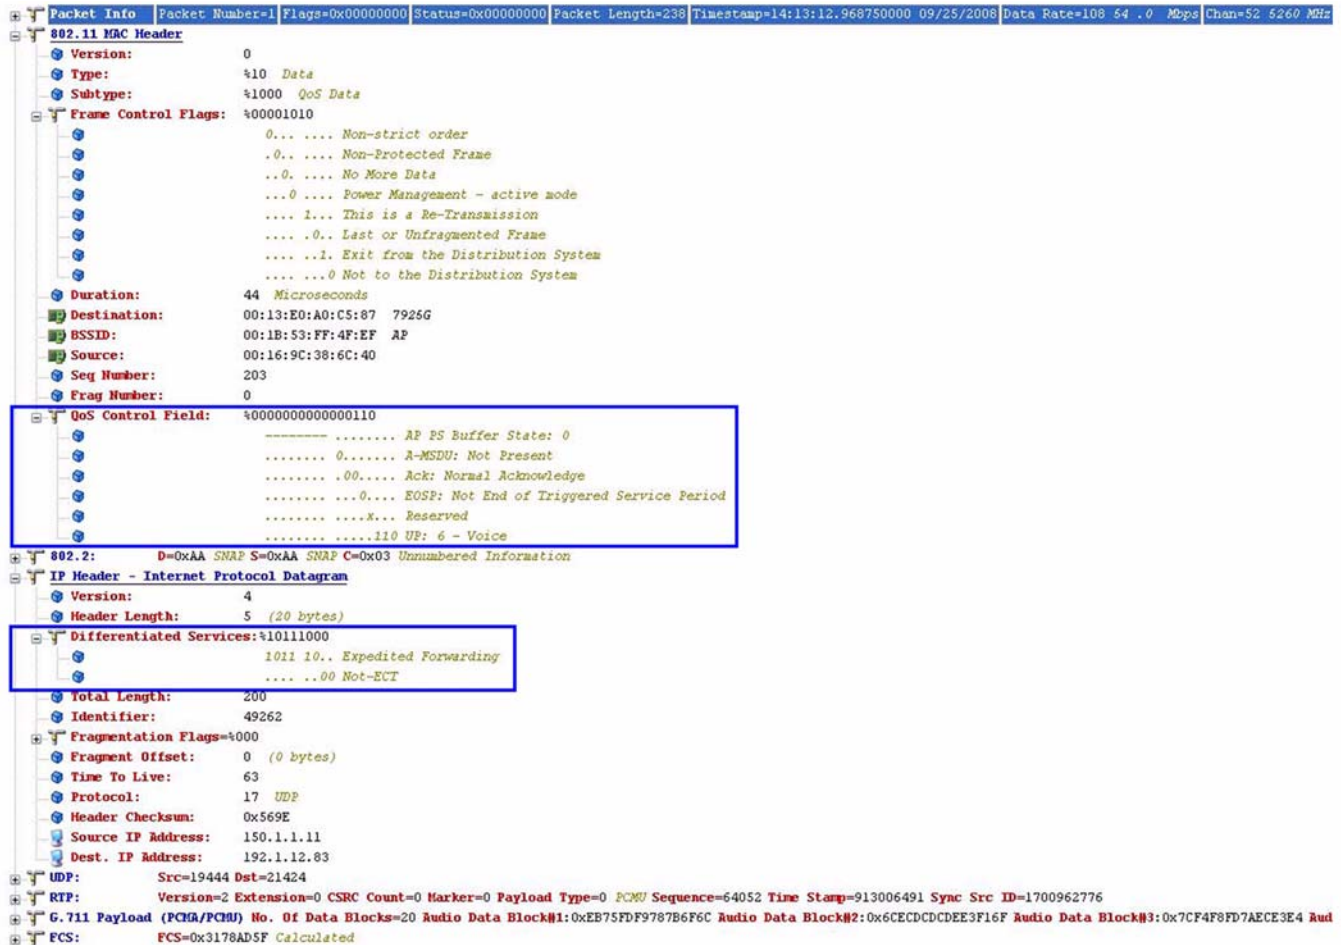 Packet Info Packet Number=1 Flags=0x00000000 Status=0x00000000 Packet Length=238 Timestamp=14:13:12.968750000 09/25/2008 Data Rate=108 54 .0 Mbps Chan=52 5260 MHz
802.11 MAC Header
Version: 0
Type: %10 Data
Subtype: %1000 QoS Data
Frame Control Flags: %00001010
0... .... Non-strict order
.0.. .... Non-Protected Frame
..0. .... No More Data
...0 .... Power Management - active mode
.... 1... This is a Re-Transmission
.... .0.. Last or Unfragmented Frame
.... ..1. Exit from the Distribution System
.... ...0 Not to the Distribution System
Duration: 44 Microseconds
Destination: 00:13:E0:A0:C5:87 7925G
BSSID: 00:1B:53:FF:4F:EF AP
Source: 00:16:9C:38:6C:40
Seq Number: 203
Frag Number: 0
QoS Control Field: %0000000000000110
-------- ........ AP PS Buffer State: 0
........ 0....... A-MSDU: Not Present
........ .00..... Ack: Normal Acknowledge
........ ...0.... EOSP: Not End of Triggered Service Period
........ ....x... Reserved
........ .....110 UP: 6 - Voice
802.2: D=0xAA SNAP S=0xAA SNAP C=0x03 Unnumbered Information
IP Header - Internet Protocol Datagram
Version: 4
Header Length: 5 (20 bytes)
Differentiated Services:%10111000
1011 10.. Expedited Forwarding
.... ..00 Not-ECT
Total Length: 200
Identifier: 49262
Fragmentation Flags=%000
Fragment Offset: 0 (0 bytes)
Time To Live: 63
Protocol: 17 UDP
Header Checksum: 0x569E
Source IP Address: 150.1.1.11
Dest. IP Address: 192.1.12.83
UDP: Src=19444 Dst=21424
RTP: Version=2 Extension=0 CSRC Count=0 Marker=0 Payload Type=0 PCMU Sequence=64052 Time Stamp=913006491 Sync Src ID=1700962776
G.711 Payload (PCMA/PCMU) No. Of Data Blocks=20 Audio Data Block#1:0xEB75FDF9787B6F6C Audio Data Block#2:0x6CECDCDCDEE3F16F Audio Data Block#3:0x7CF4F8FD7AECE3E4 Aud
FCS: FCS=0x3178AD5F Calculated